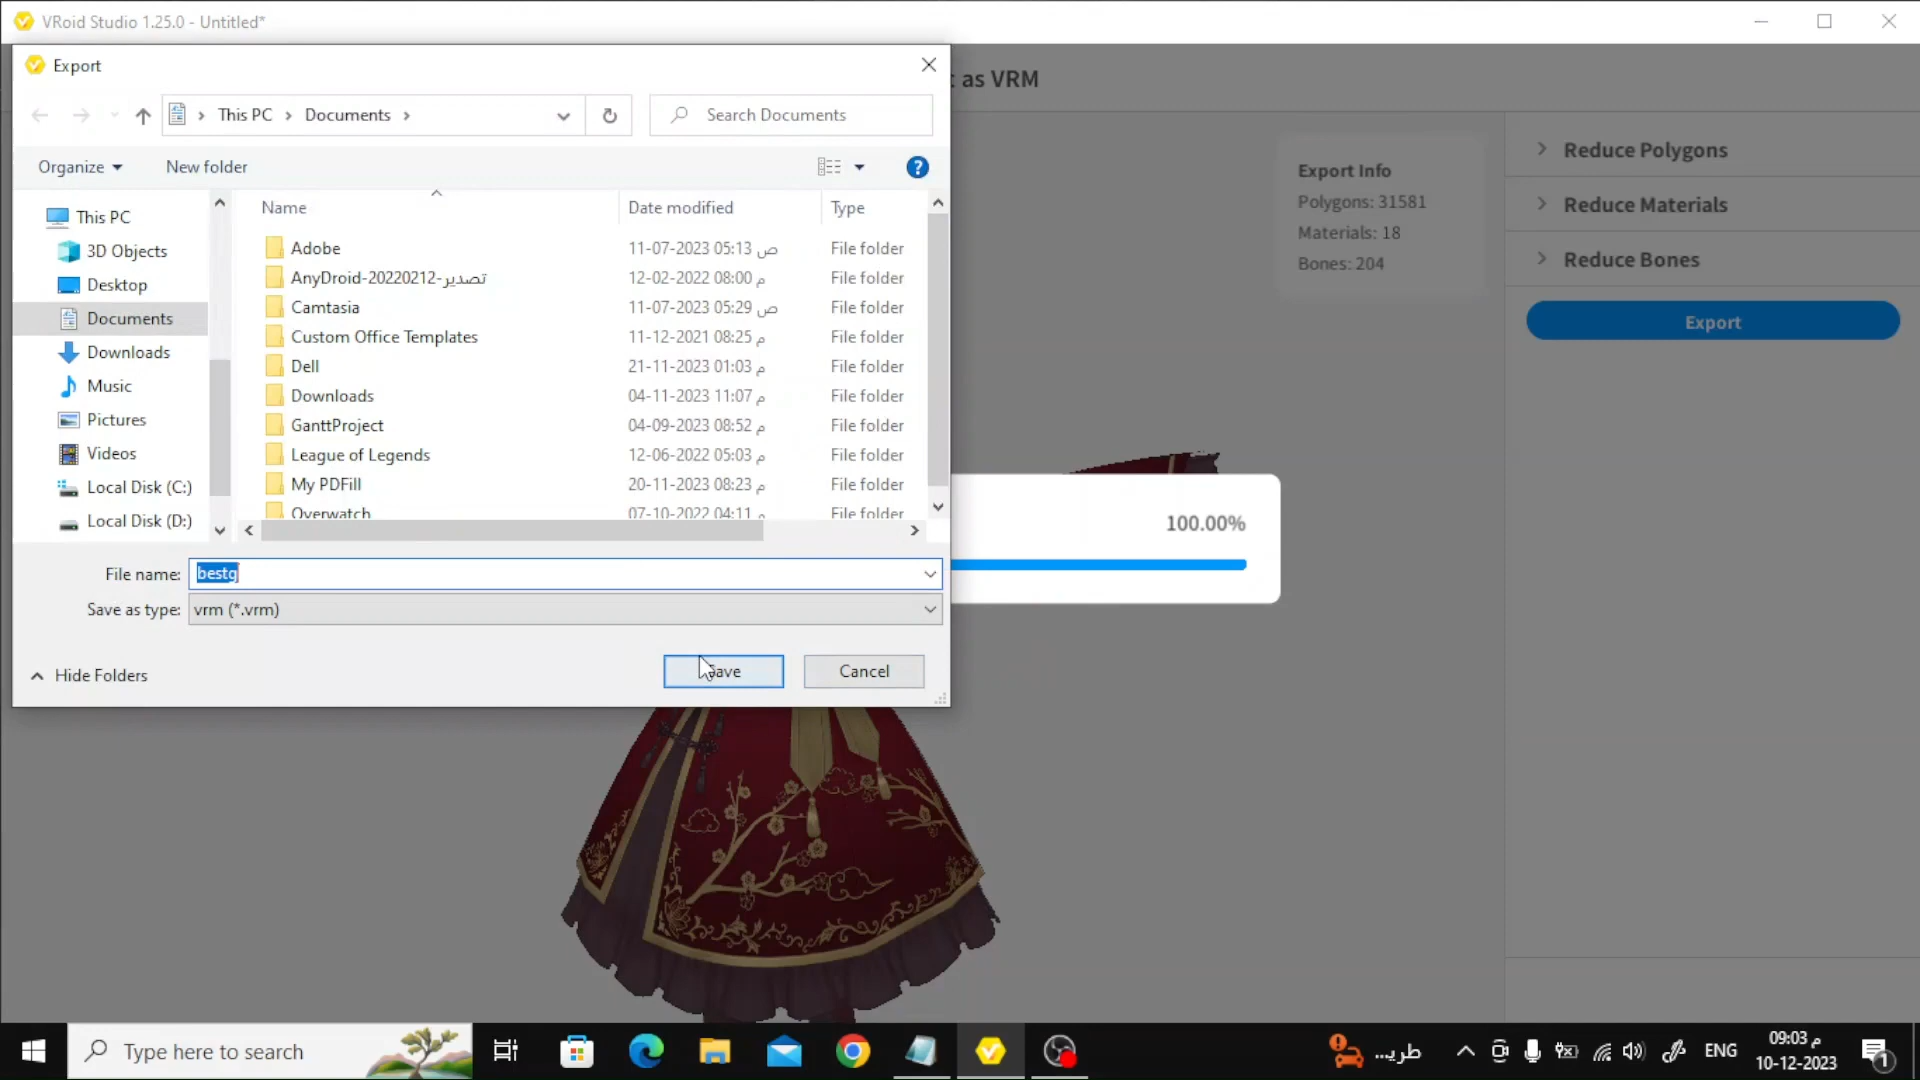 VRoid Studio 1.25.0 - Untitled*
Export
t as VRM
This PC
Documents
Search Documents
Organize
New folder
Name
Date modified
Type
This PC
3D Objects
Desktop
Documents
Downloads
Music
Pictures
Videos
Local Disk (C:)
Local Disk (D:)
Adobe 11-07-2023 05:13 ص File folder
AnyDroid-20220212-تصدير 12-02-2022 08:00 م File folder
Camtasia 11-07-2023 05:29 ص File folder
Custom Office Templates 11-12-2021 08:25 م File folder
Dell 21-11-2023 01:03 م File folder
Downloads 04-11-2023 11:07 م File folder
GanttProject 04-09-2023 08:52 م File folder
League of Legends 12-06-2022 05:03 م File folder
My PDFill 20-11-2023 08:23 م File folder
Overwatch 07-10-2022 04:11 م File folder
File name: bestg
Save as type: vrm (*.vrm)
Hide Folders
Save
Cancel
Export Info
Polygons: 31581
Materials: 18
Bones: 204
Reduce Polygons
Reduce Materials
Reduce Bones
Export
100.00%
Type here to search
طريـ...
ENG
09:03 م
10-12-2023
1